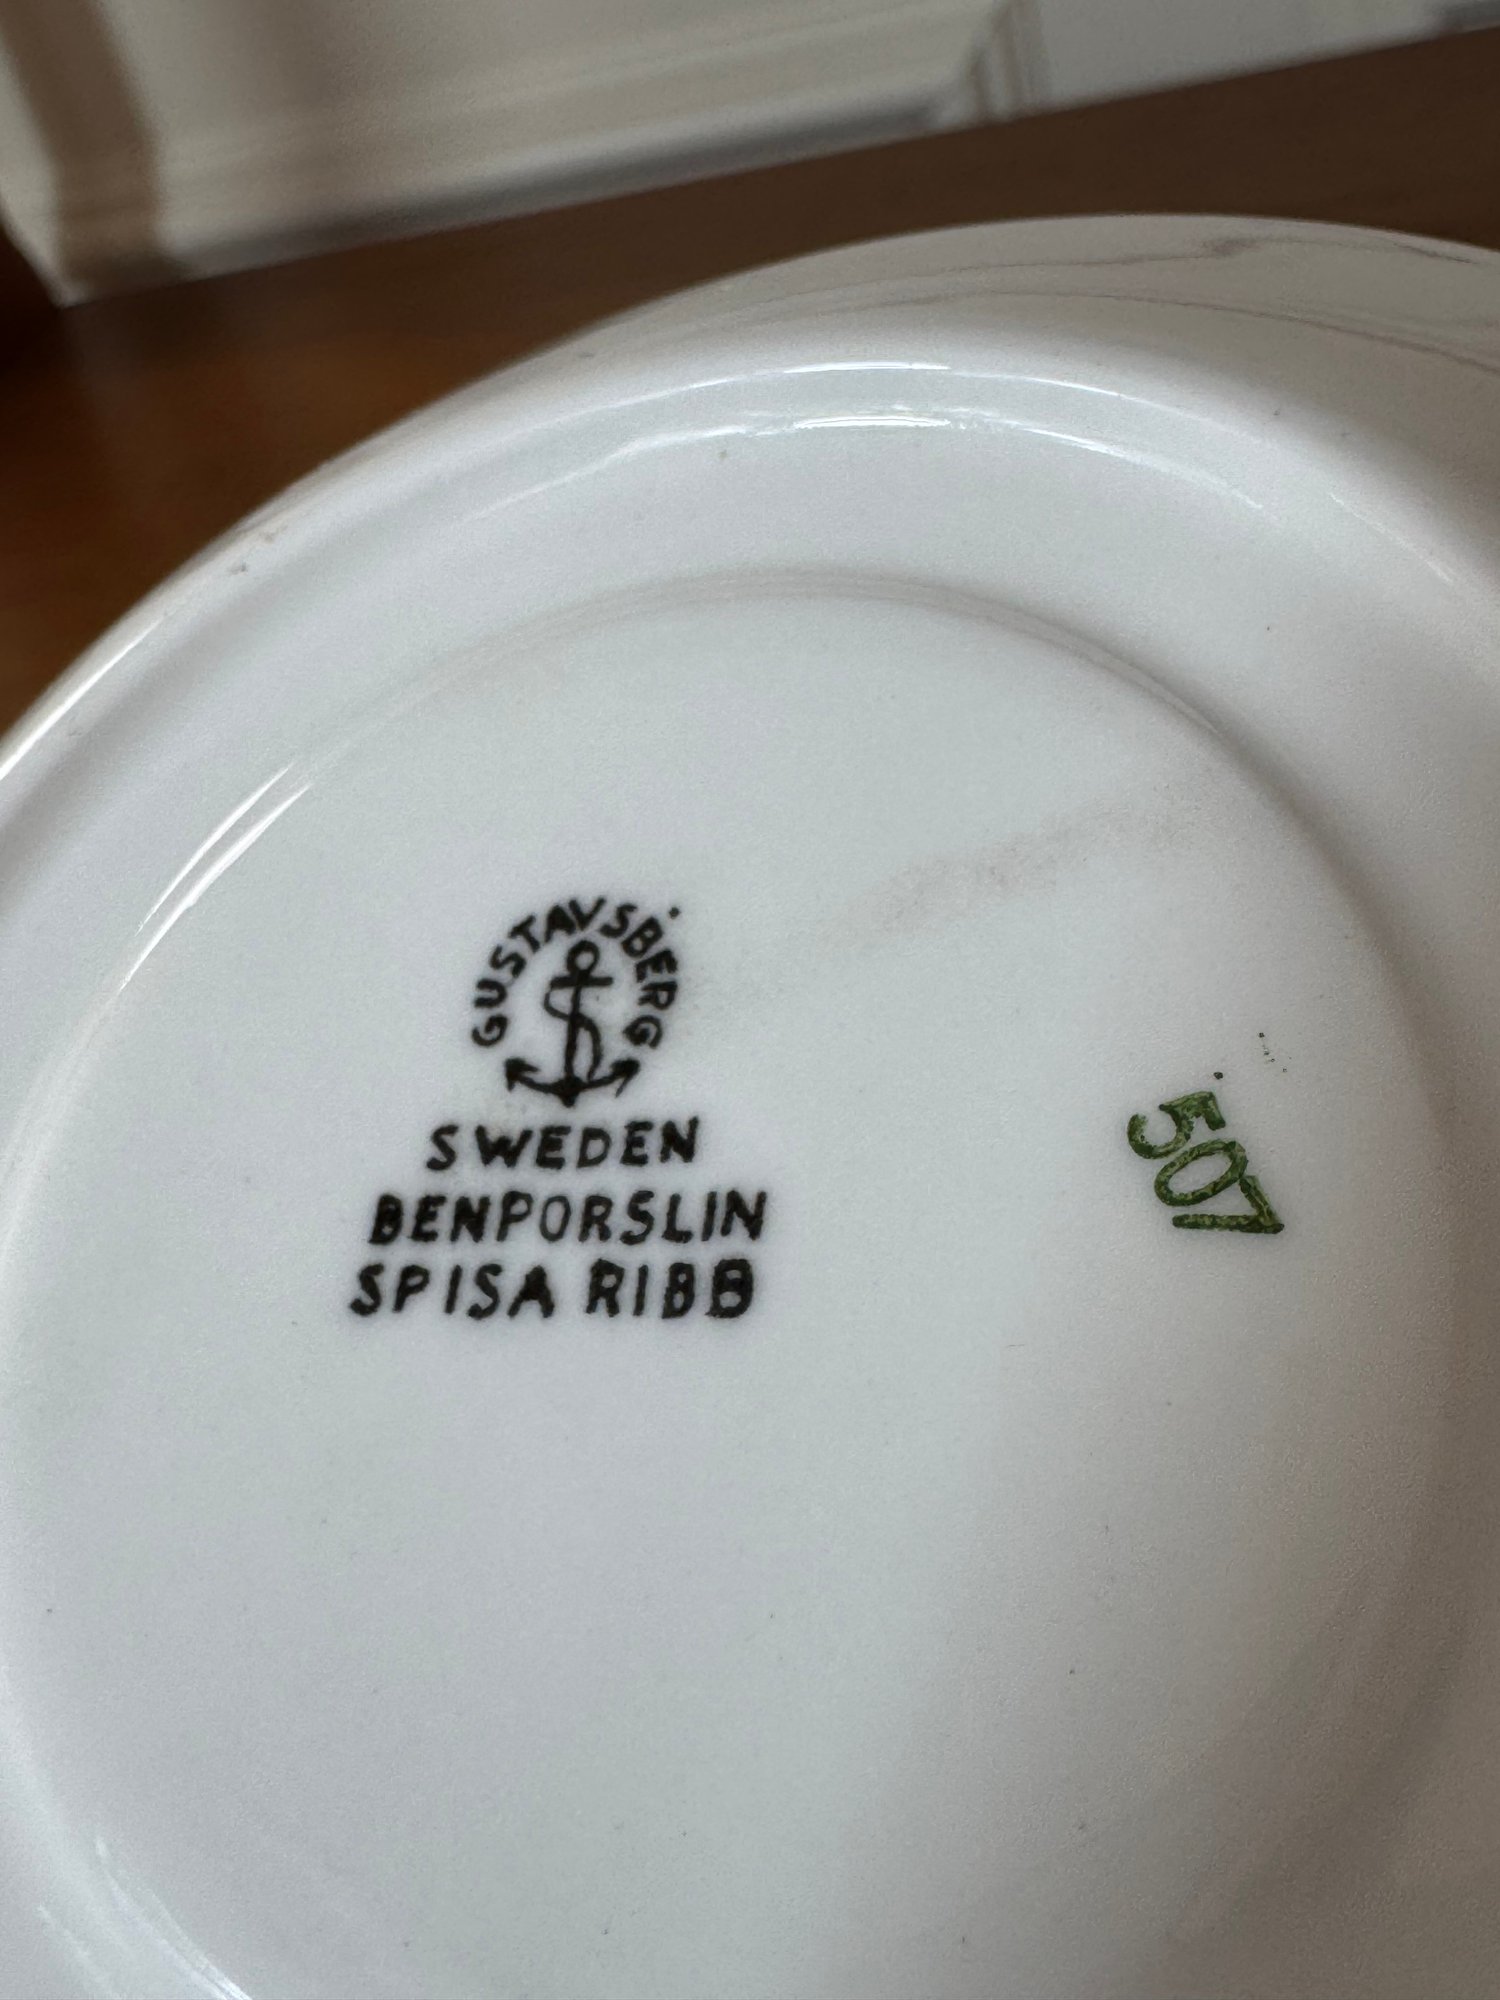 GUSTAVSBERG
SWEDEN
BENPORSLIN
SPISA RIBB
507